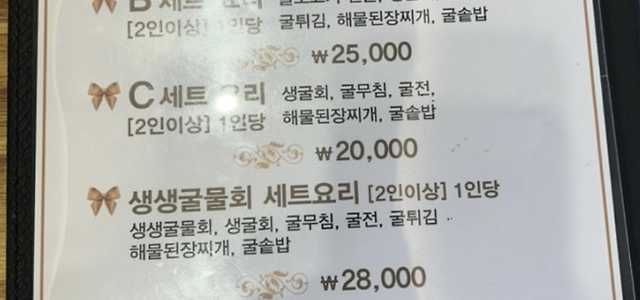 B 세트 요리
[2인이상] 1인당 굴튀김, 해물된장찌개, 굴솥밥
₩25,000
C 세트 요리 생굴회, 굴무침, 굴전,
[2인이상] 1인당 해물된장찌개, 굴솥밥
₩20,000
생생굴물회 세트요리 [2인이상] 1인당
생생굴물회, 생굴회, 굴무침, 굴전, 굴튀김
해물된장찌개, 굴솥밥
₩28,000